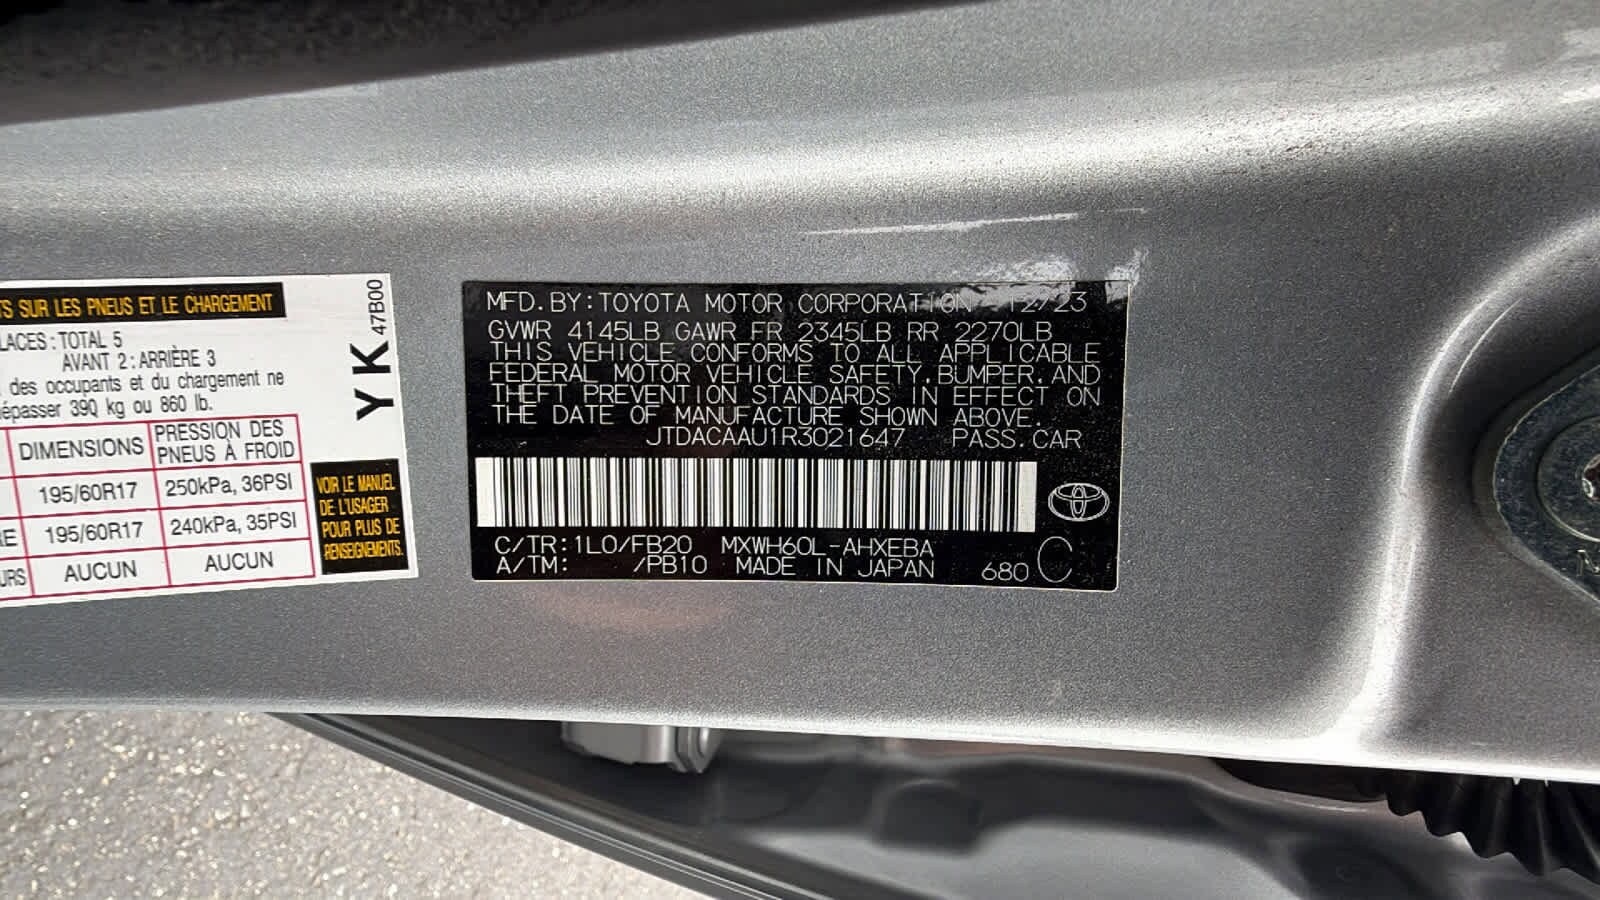 TS SUR LES PNEUS ET LE CHARGEMENT
LACES : TOTAL 5
AVANT 2 : ARRIÈRE 3
des occupants et du chargement ne
épasser 390 kg ou 860 lb.
DIMENSIONS PRESSION DES PNEUS À FROID
195/60R17 250kPa, 36PSI
RE 195/60R17 240kPa, 35PSI
URS AUCUN AUCUN
YK 47B00
VOIR LE MANUEL
DE L'USAGER
POUR PLUS DE
RENSEIGNEMENTS.
MFD. BY: TOYOTA MOTOR CORPORATION 12/23
GVWR 4145LB GAWR FR 2345LB RR 2270LB
THIS VEHICLE CONFORMS TO ALL APPLICABLE
FEDERAL MOTOR VEHICLE SAFETY, BUMPER, AND
THEFT PREVENTION STANDARDS IN EFFECT ON
THE DATE OF MANUFACTURE SHOWN ABOVE.
JTDACAAU1R3021647 PASS. CAR
C/TR: 1L0/FB20 MXWH60L-AHXEBA
A/TM: /PB10 MADE IN JAPAN 680 C